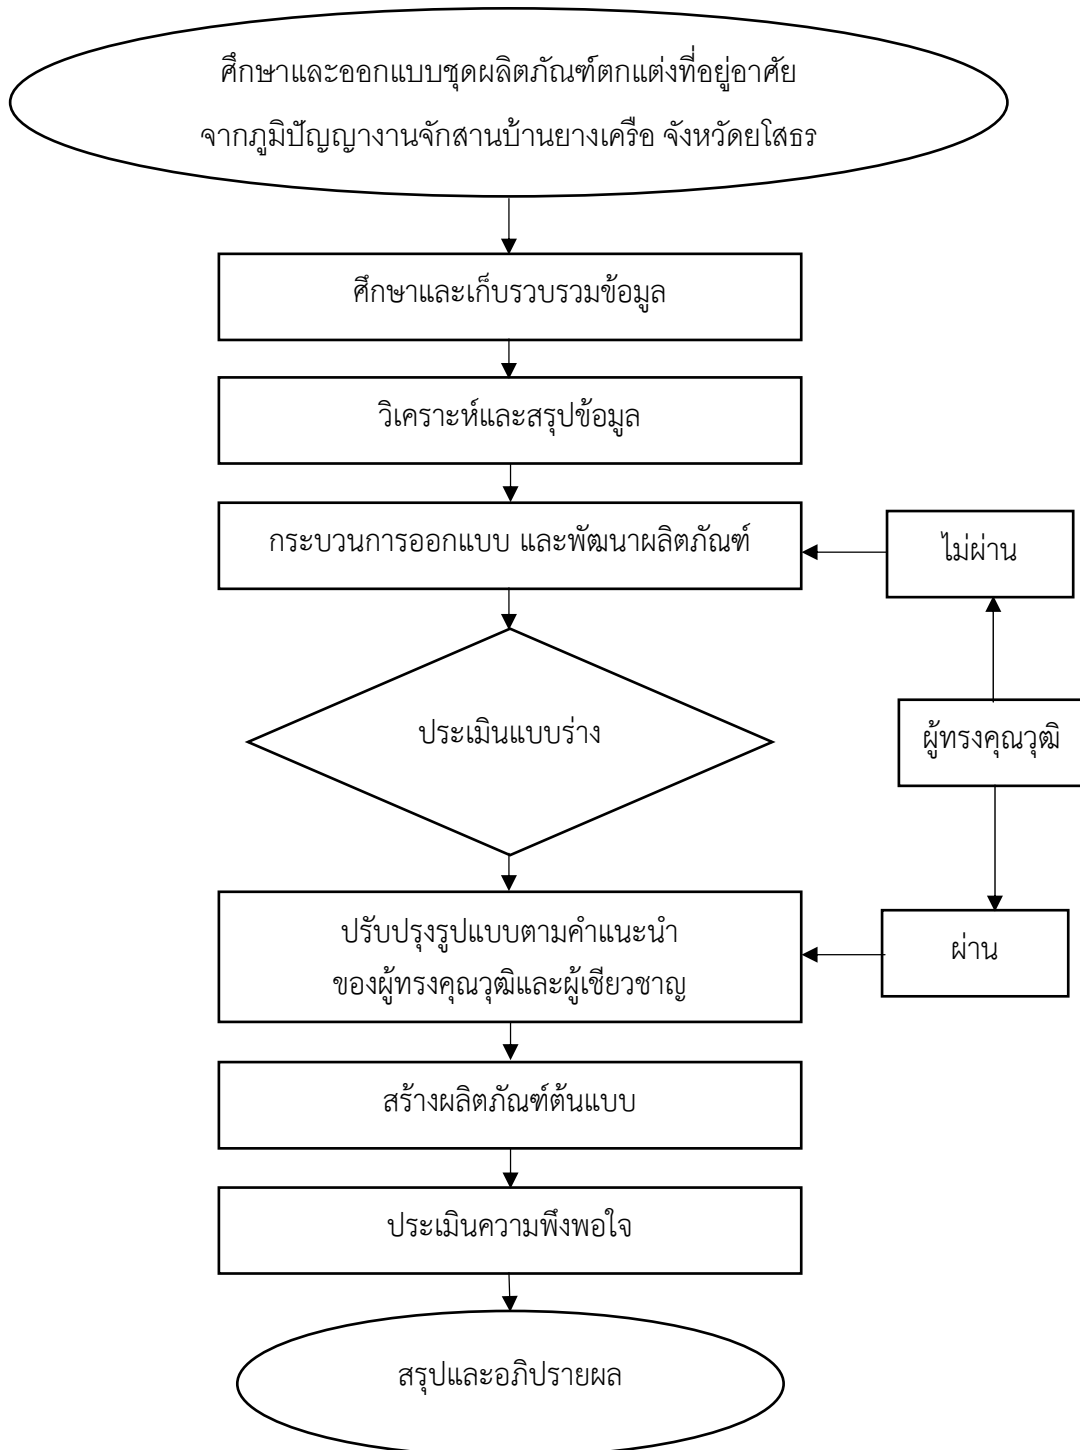 ศึกษาและออกแบบชุดผลิตภัณฑ์ตกแต่งที่อยู่อาศัย
จากภูมิปัญญางานจักสานบ้านยางเครือ จังหวัดยโสธร
ศึกษาและเก็บรวบรวมข้อมูล
วิเคราะห์และสรุปข้อมูล
กระบวนการออกแบบ และพัฒนาผลิตภัณฑ์
ไม่ผ่าน
ประเมินแบบร่าง
ผู้ทรงคุณวุฒิ
ปรับปรุงรูปแบบตามคำแนะนำ
ของผู้ทรงคุณวุฒิและผู้เชียวชาญ
ผ่าน
สร้างผลิตภัณฑ์ต้นแบบ
ประเมินความพึงพอใจ
สรุปและอภิปรายผล